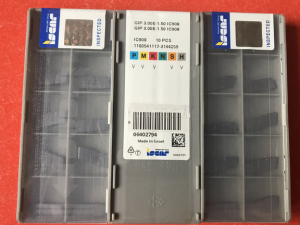 iscar
INSPECTED
GIP 3.00E-1.50 IC908
GIP 3.00E-1.50 IC908
IC908 10 PCS
P M K N S H
V V V V V
06602794
Made in Israel
iscar
iscar
INSPECTED